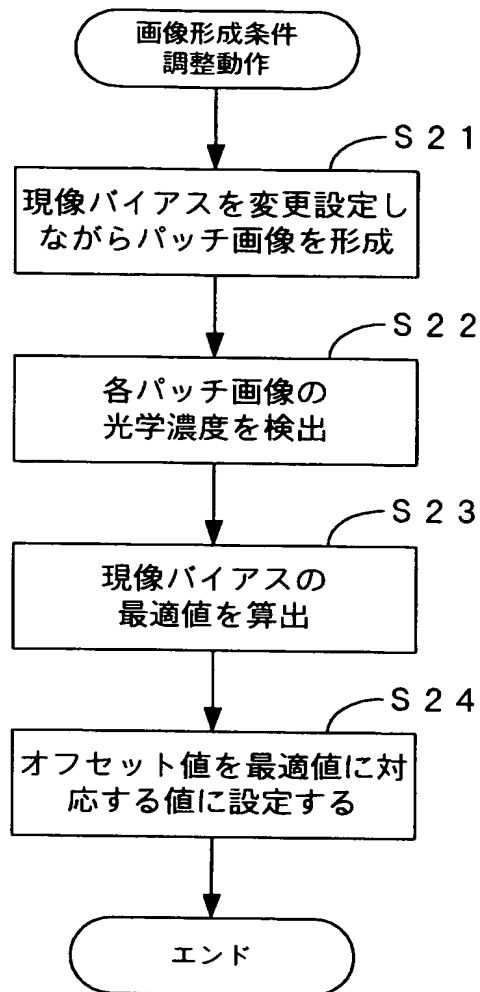 画像形成条件
調整動作
S21
現像バイアスを変更設定し
ながらパッチ画像を形成
S22
各パッチ画像の
光学濃度を検出
S23
現像バイアスの
最適値を算出
S24
オフセット値を最適値に対
応する値に設定する
エンド